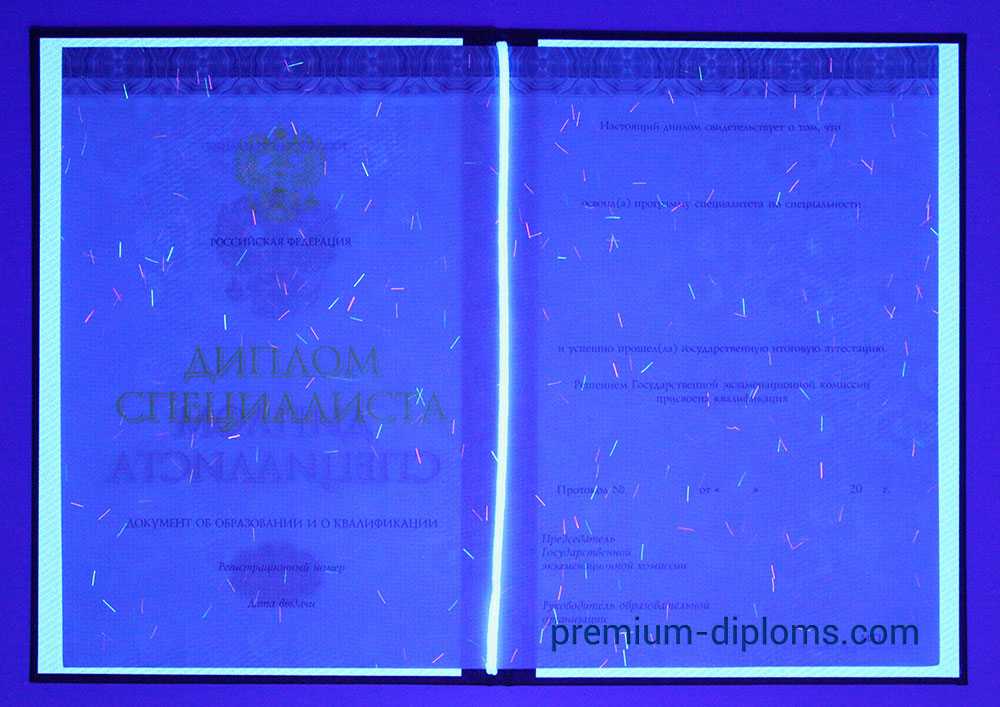 РОССИЙСКАЯ ФЕДЕРАЦИЯ
ДИПЛОМ
СПЕЦИАЛИСТА
ДОКУМЕНТ ОБ ОБРАЗОВАНИИ И О КВАЛИФИКАЦИИ
Регистрационный номер
Дата выдачи
Настоящий диплом свидетельствует о том, что
освоил(а) программу специалитета по специальности
и успешно прошел(ла) государственную итоговую аттестацию
Решением Государственной экзаменационной комиссии
присвоена квалификация
Протокол № от « » 20 г.
Председатель
Государственной
экзаменационной комиссии
Руководитель образовательной
организации
premium-diploms.com